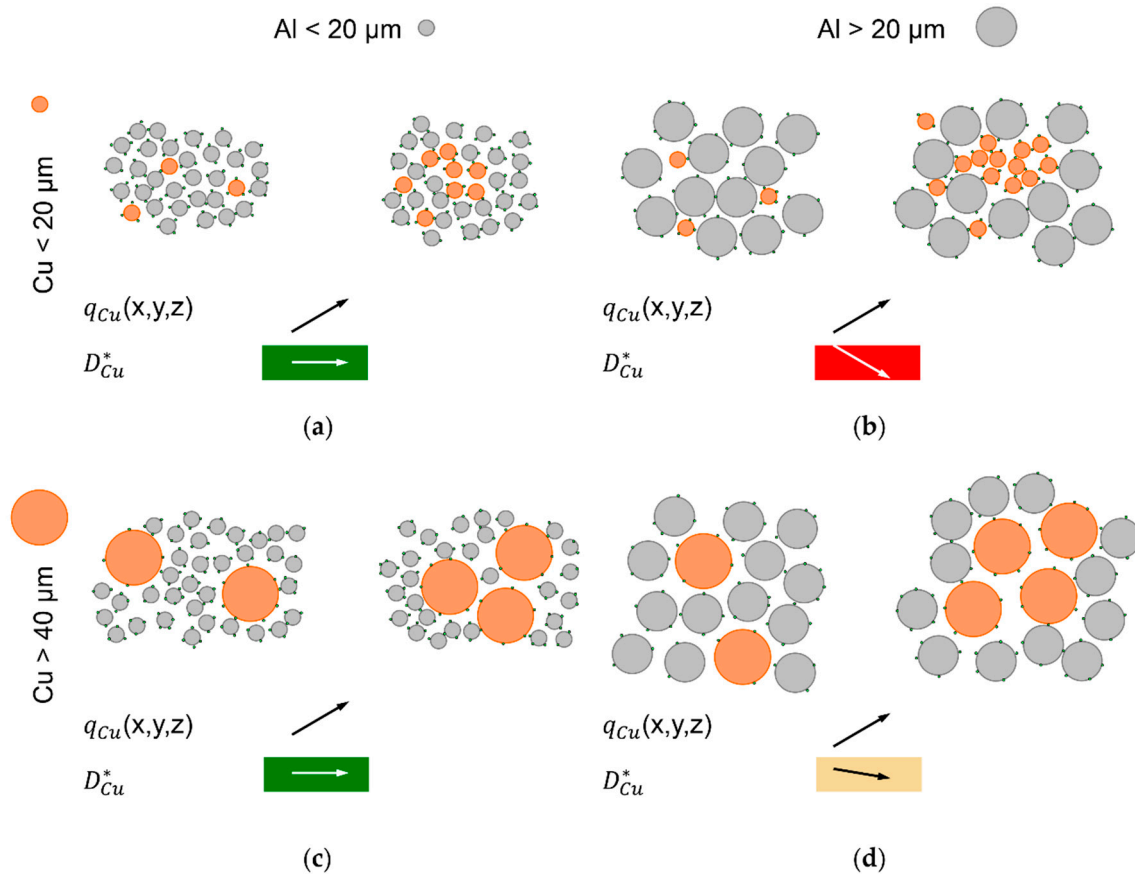 Al < 20 µm
Al > 20 µm
Cu < 20 µm
q_Cu(x,y,z)
D*_Cu
(a)
q_Cu(x,y,z)
D*_Cu
(b)
Cu > 40 µm
q_Cu(x,y,z)
D*_Cu
(c)
q_Cu(x,y,z)
D*_Cu
(d)